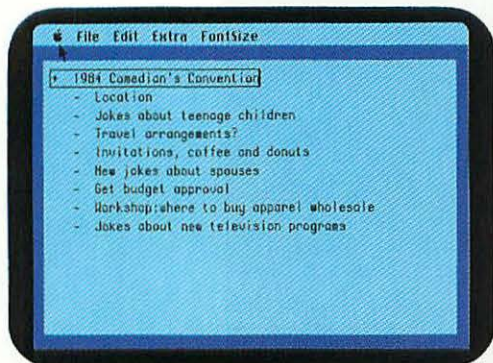 File Edit Extra FontSize
+ 1984 Comedian's Convention
- Location
- Jokes about teenage children
- Travel arrangements?
- Invitations, coffee and donuts
- New jokes about spouses
- Get budget approval
- Workshop:where to buy apparel wholesale
- Jokes about new television programs